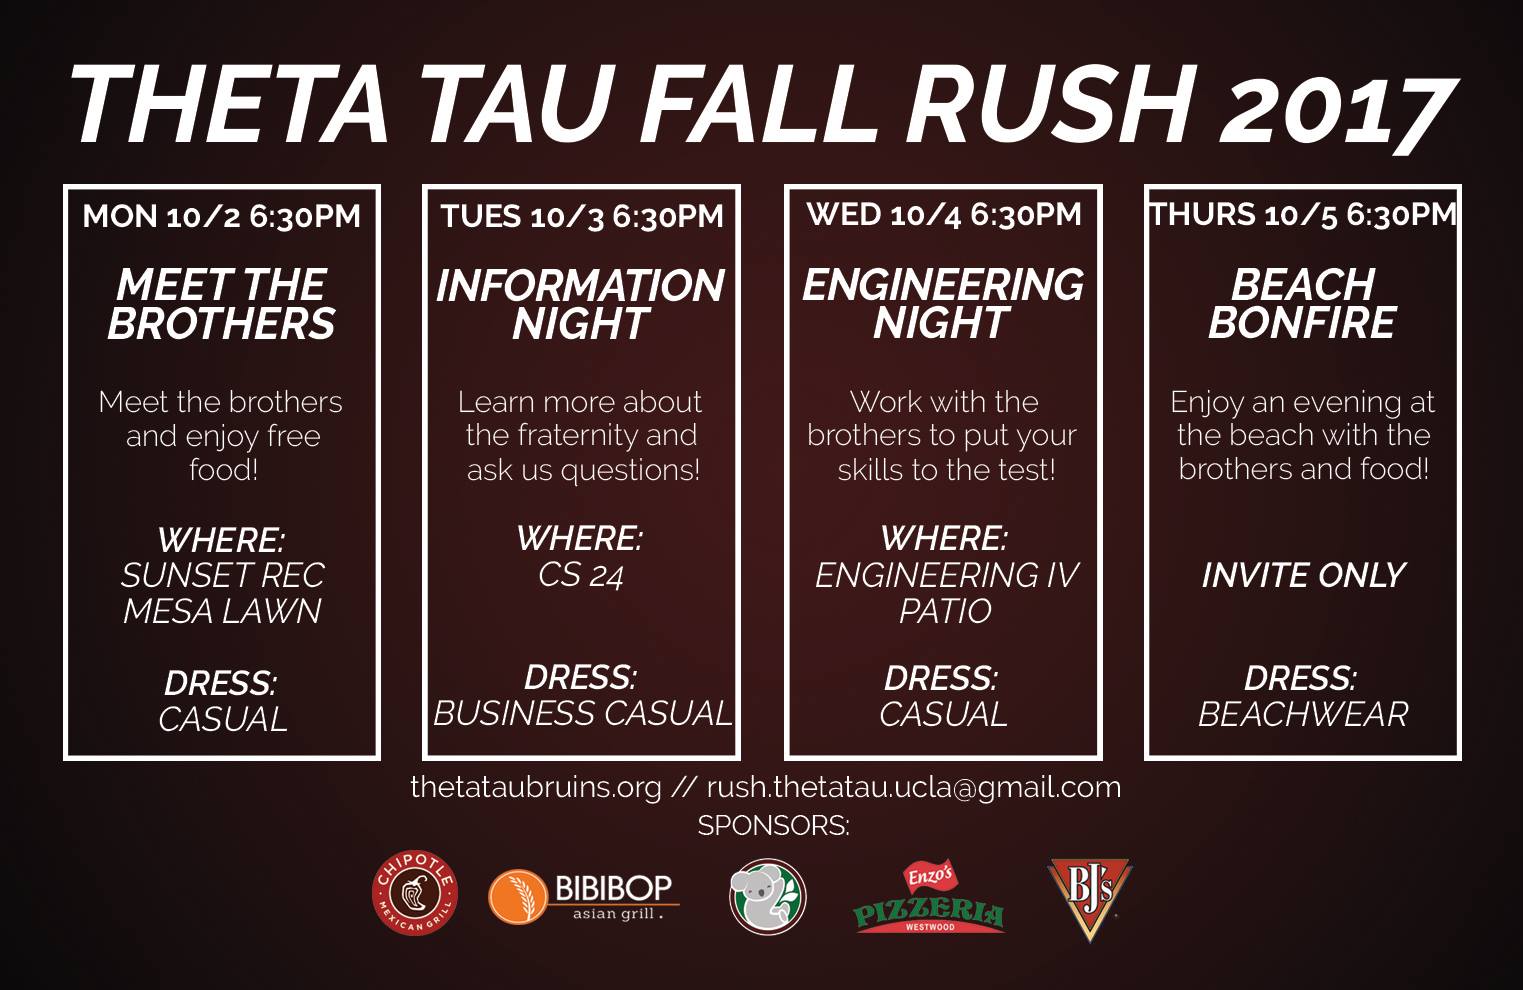 THETA TAU FALL RUSH 2017
MON 10/2 6:30PM
MEET THE
BROTHERS
Meet the brothers
and enjoy free
food!
WHERE:
SUNSET REC
MESA LAWN
DRESS:
CASUAL
TUES 10/3 6:30PM
INFORMATION
NIGHT
Learn more about
the fraternity and
ask us questions!
WHERE:
CS 24
DRESS:
BUSINESS CASUAL
WED 10/4 6:30PM
ENGINEERING
NIGHT
Work with the
brothers to put your
skills to the test!
WHERE:
ENGINEERING IV
PATIO
DRESS:
CASUAL
THURS 10/5 6:30PM
BEACH
BONFIRE
Enjoy an evening at
the beach with the
brothers and food!
INVITE ONLY
DRESS:
BEACHWEAR
thetataubruins.org // rush.thetatau.ucla@gmail.com
SPONSORS:
CHIPOTLE
MEXICAN GRILL
BIBIBOP
asian grill.
Enzo's
PIZZERIA
WESTWOOD
BJ's